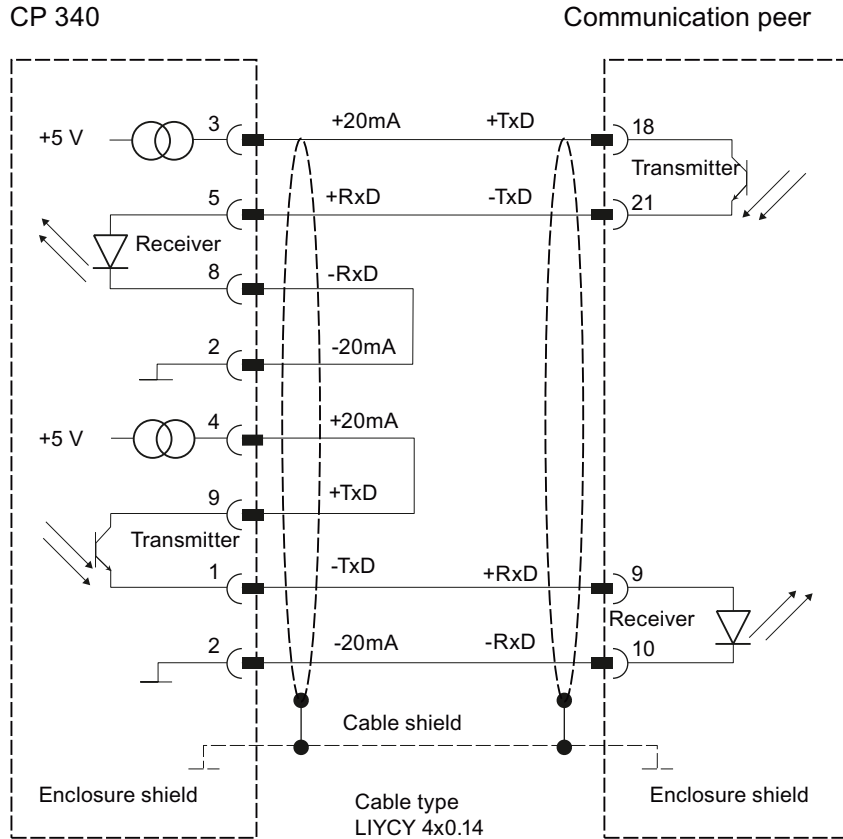 CP 340 Communication peer
3 +20mA +TxD 18
+5 V
Transmitter
5 +RxD -TxD 21
Receiver
8 -RxD
2 -20mA
4 +20mA
+5 V
9 +TxD
Transmitter
1 -TxD +RxD 9
Receiver
2 -20mA -RxD 10
Cable shield
Enclosure shield Enclosure shield
Cable type
LIYCY 4x0.14